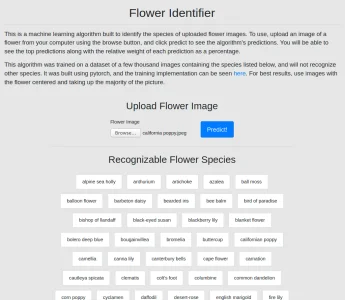 Flower Identifier
This is a machine learning algorithm built to identify the species of uploaded flower images. To use, upload an image of a
flower from your computer using the browse button, and click predict to see the algorithm's predictions. You will be able to
see the top predictions along with the relative weight of each prediction as a percentage.
This algorithm was trained on a dataset of a few thousand images containing the species listed below, and will not recognize
other species. It was built using pytorch, and the training implementation can be seen here. For best results, use images with
the flower centered and taking up the majority of the picture.
Upload Flower Image
Flower Image
Browse... california poppy.jpeg Predict!
Recognizable Flower Species
alpine sea holly anthurium artichoke azalea ball moss
balloon flower barbeton daisy bearded iris bee balm bird of paradise
bishop of llandaff black-eyed susan blackberry lily blanket flower
bolero deep blue bougainvillea bromelia buttercup californian poppy
camellia canna lily canterbury bells cape flower carnation
cautleya spicata clematis colt's foot columbine common dandelion
corn poppy cyclamen daffodil desert-rose english marigold fire lily